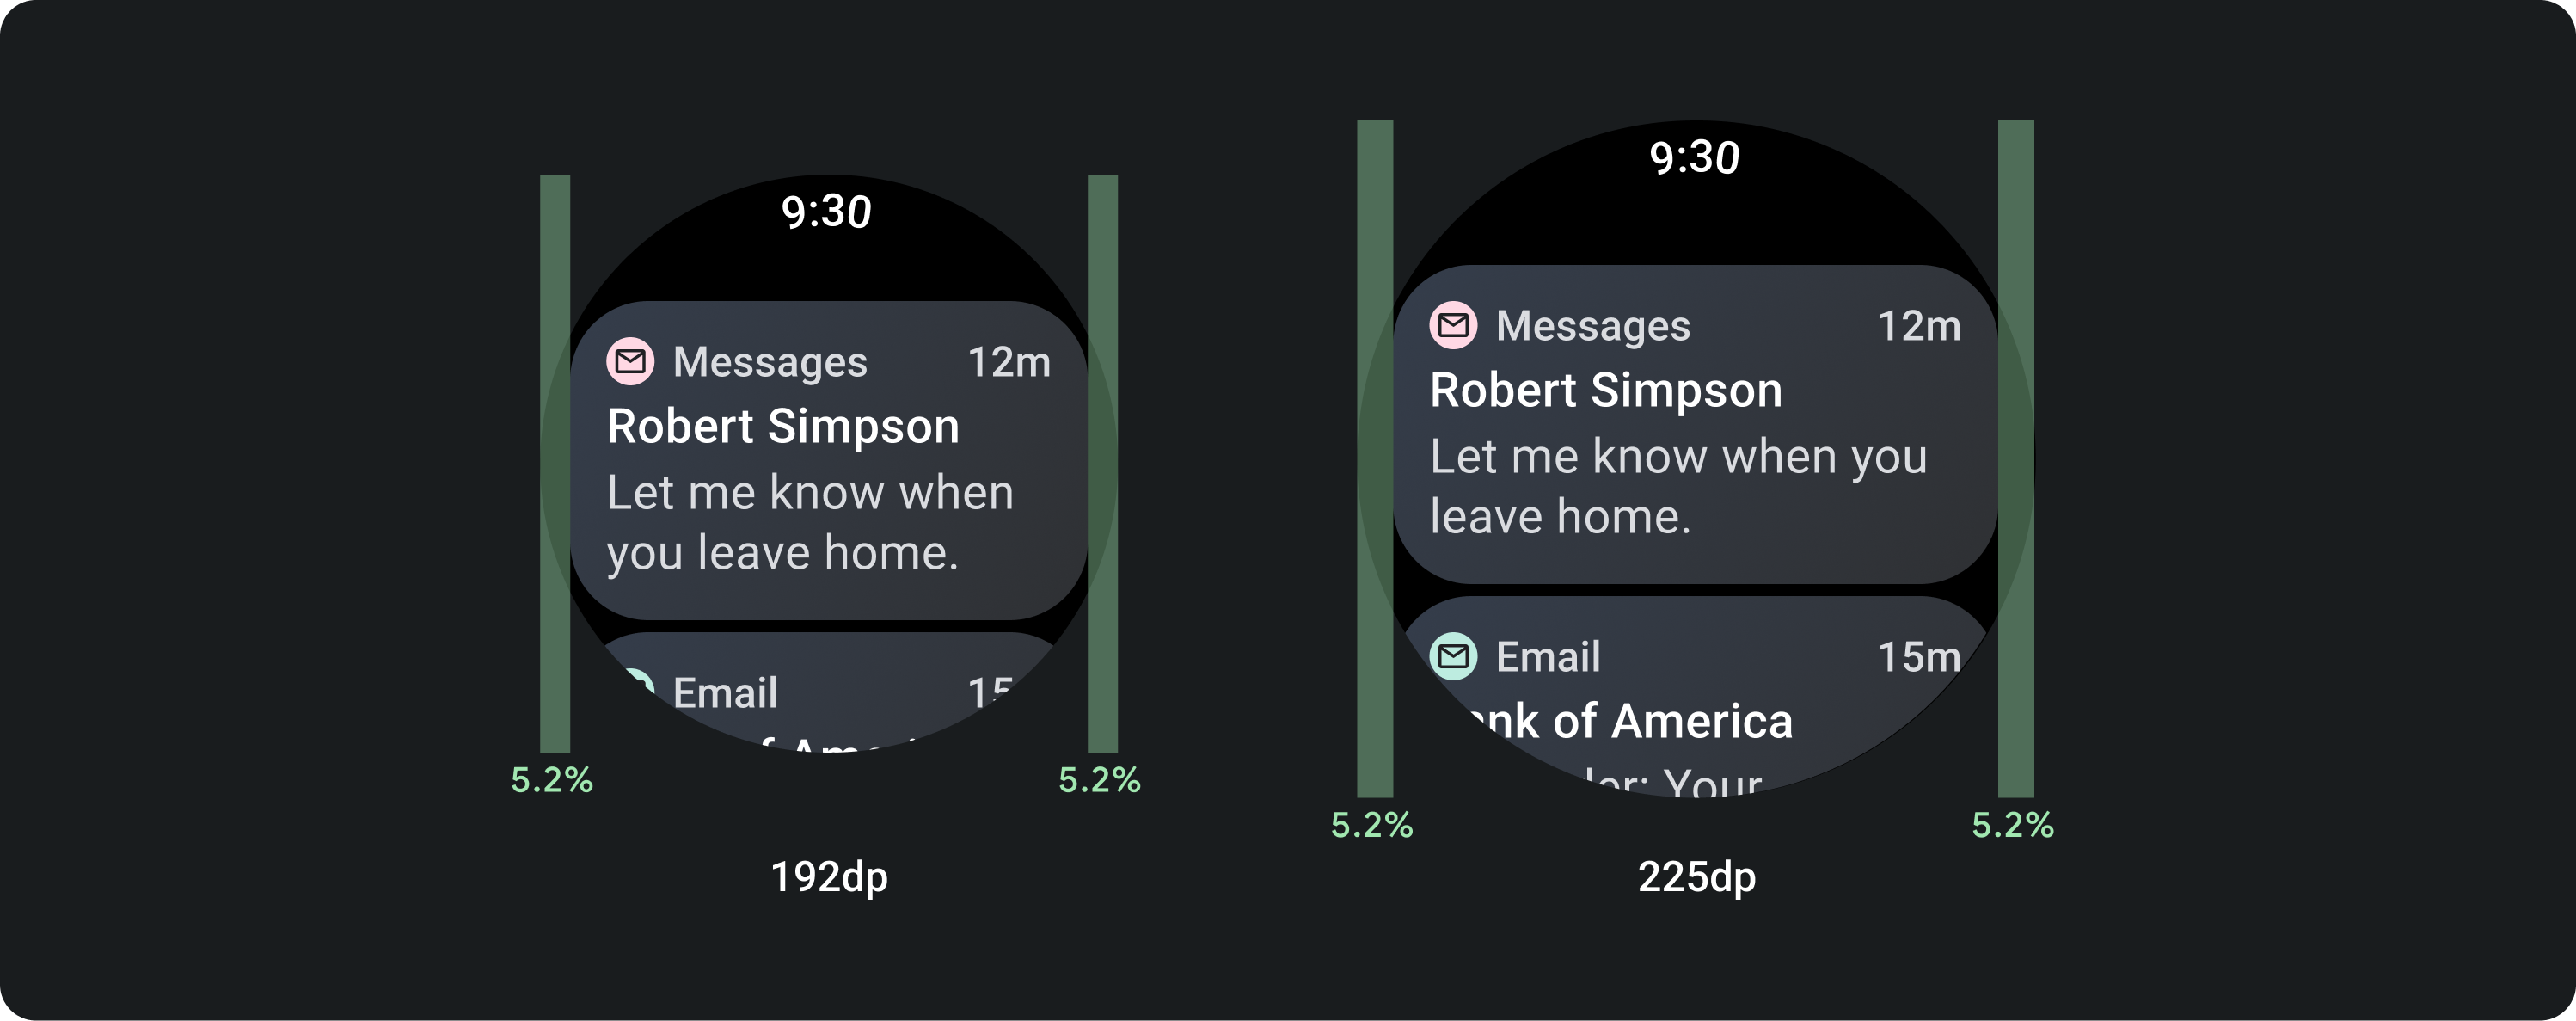 9:30
Messages 12m
Robert Simpson
Let me know when
you leave home.
Email
5.2% 5.2%
192dp
9:30
Messages 12m
Robert Simpson
Let me know when you
leave home.
Email 15m
of America
Your
5.2% 5.2%
225dp